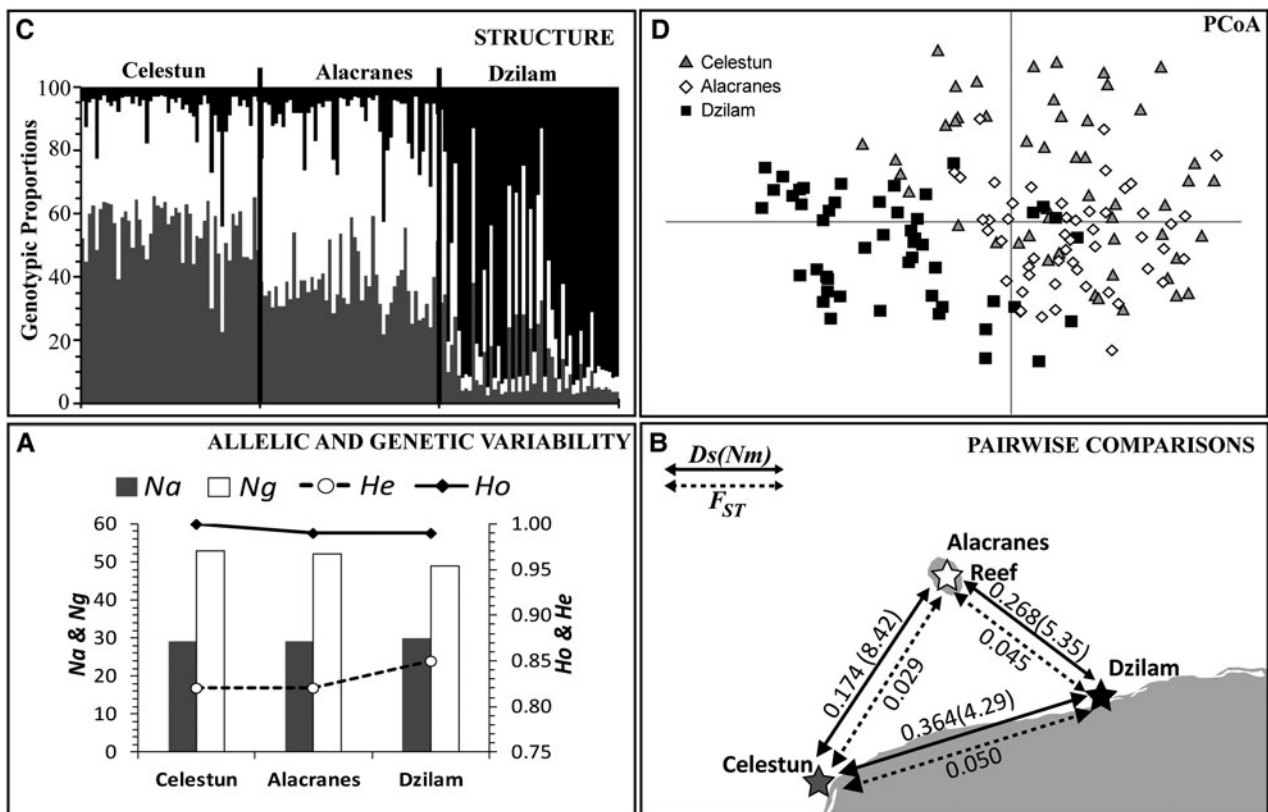 C
STRUCTURE
Celestun
Alacranes
Dzilam
Genotypic Proportions
100
80
60
40
20
0
D
PCoA
Celestun
Alacranes
Dzilam
A
ALLELIC AND GENETIC VARIABILITY
Na
Ng
He
Ho
Na & Ng
60
50
40
30
20
10
0
1.00
0.95
0.90
0.85
0.80
0.75
Ho & He
Celestun
Alacranes
Dzilam
B
PAIRWISE COMPARISONS
Ds(Nm)
FST
Alacranes
Reef
0.174 (8.42)
0.029
0.268(5.35)
0.045
Dzilam
0.364(4.29)
0.050
Celestun